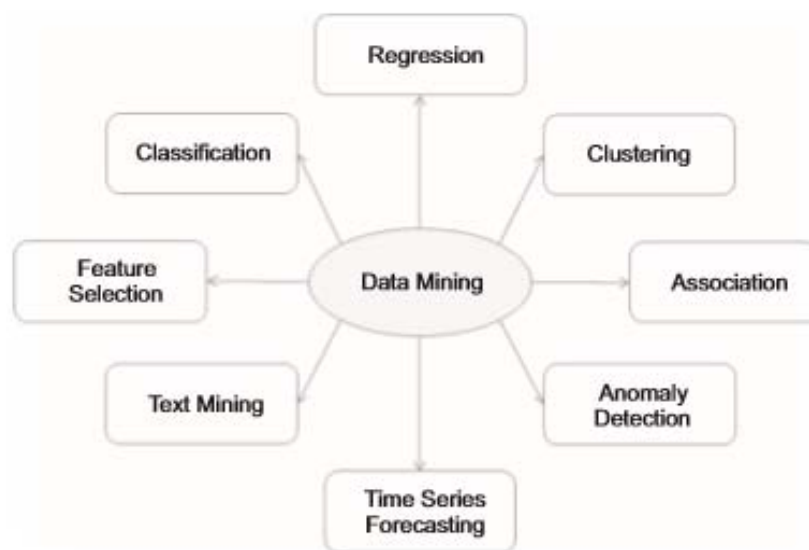 Regression
Classification
Clustering
Feature
Selection
Data Mining
Association
Text Mining
Anomaly
Detection
Time Series
Forecasting